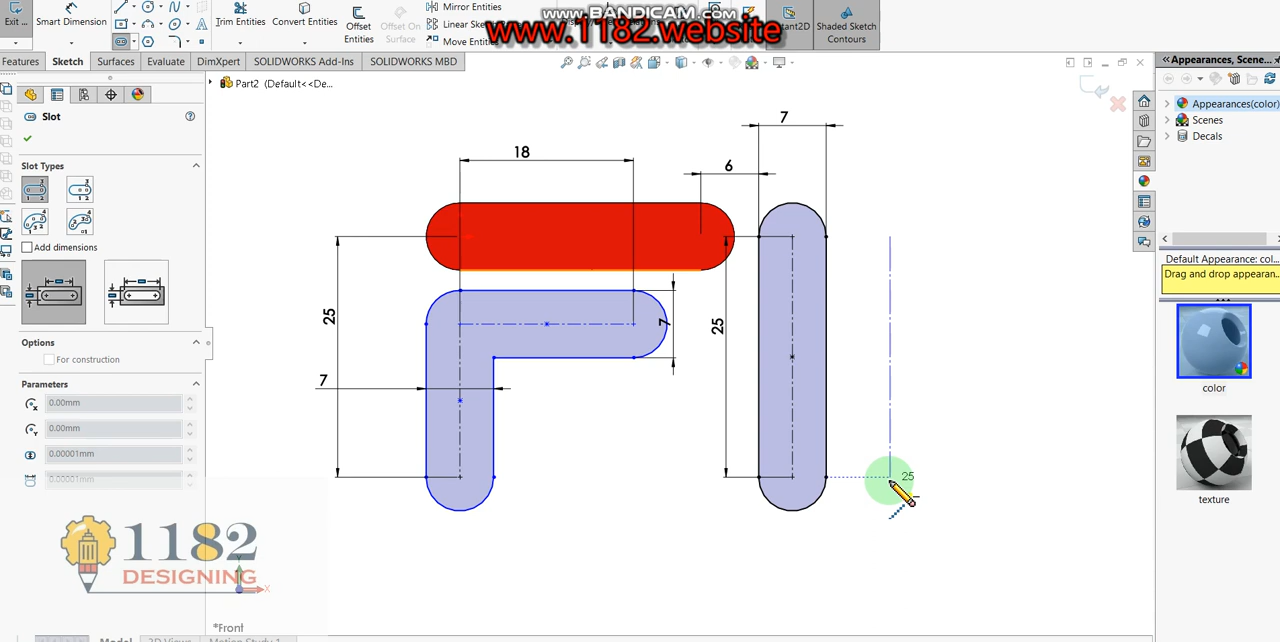 Exit ...
Smart Dimension
Trim Entities
Convert Entities
Offset Entities
Offset On Surface
Mirror Entities
Linear Sketch
Move Entities
www.BANDICAM.com
www.1182.website
Shaded Sketch Contours
Features
Sketch
Surfaces
Evaluate
DimXpert
SOLIDWORKS Add-Ins
SOLIDWORKS MBD
Part2 (Default<<De...
Slot
Slot Types
Add dimensions
Options
For construction
Parameters
0.00mm
0.00mm
0.00001mm
0.00001mm
18
7
6
25
7
7
25
25
1182
DESIGNING
Y
X
*Front
Appearances, Scene...
Appearances(color)
Scenes
Decals
Default Appearance: col...
Drag and drop appearan...
color
texture